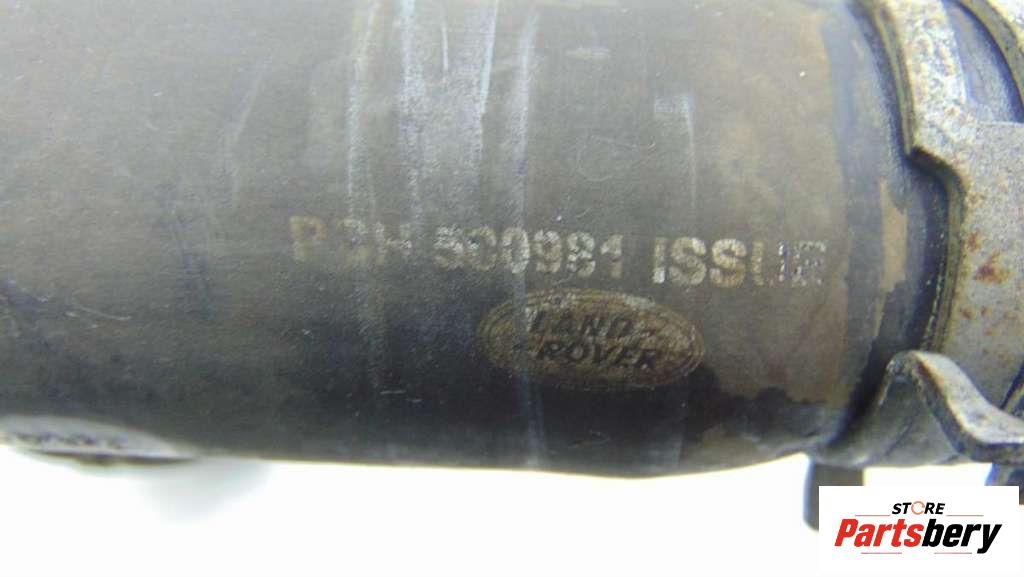 PCH 500981 ISSUE
LAND-
-ROVER
STORE
Partsbery